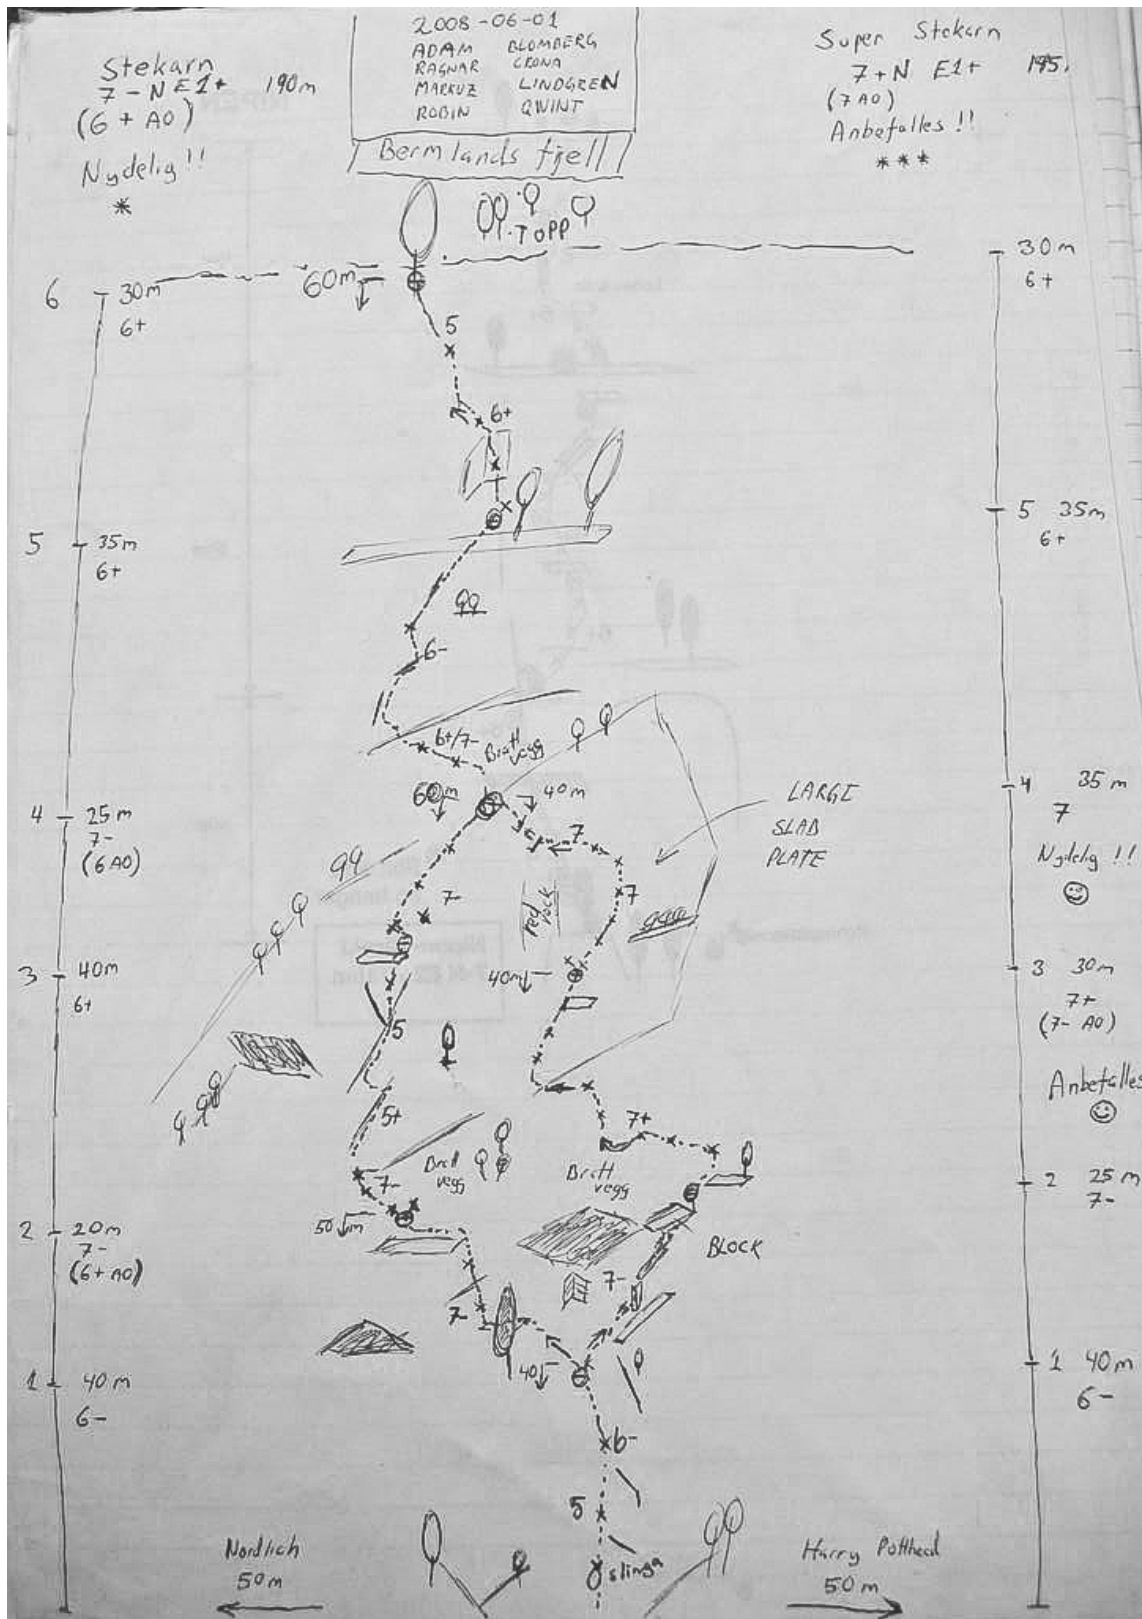 2008-06-01
ADAM BLOMBERG
RAGNAR CRONA
MARKUZ LINDGREN
ROBIN QWINT
Bermlands fjell
Stekarn
7-N E1+ 190m
(6+ A0)
Nydelig!!
*
Super Stekarn
7+N E1+ 195
(7 A0)
Anbefalles!!
***
TOPP
60m
5
6+
6-
6+/7-
Bratt vegg
60m
40m
7
LARGE
SLAB
PLATE
7-
red rock
7
40m
5
5+
7+
Bratt vegg
Bratt vegg
7-
50m
BLOCK
7-
7-
40
6-
5
slinga
Nordlich
50m
Harry Potthead
50m
6 30m
6+
5 35m
6+
4 25m
7-
(6 A0)
3 40m
6+
2 20m
7-
(6+ A0)
1 40m
6-
30m
6+
5 35m
6+
4 35m
7
Nydelig!!
3 30m
7+
(7- A0)
Anbefalles
2 25m
7-
1 40m
6-